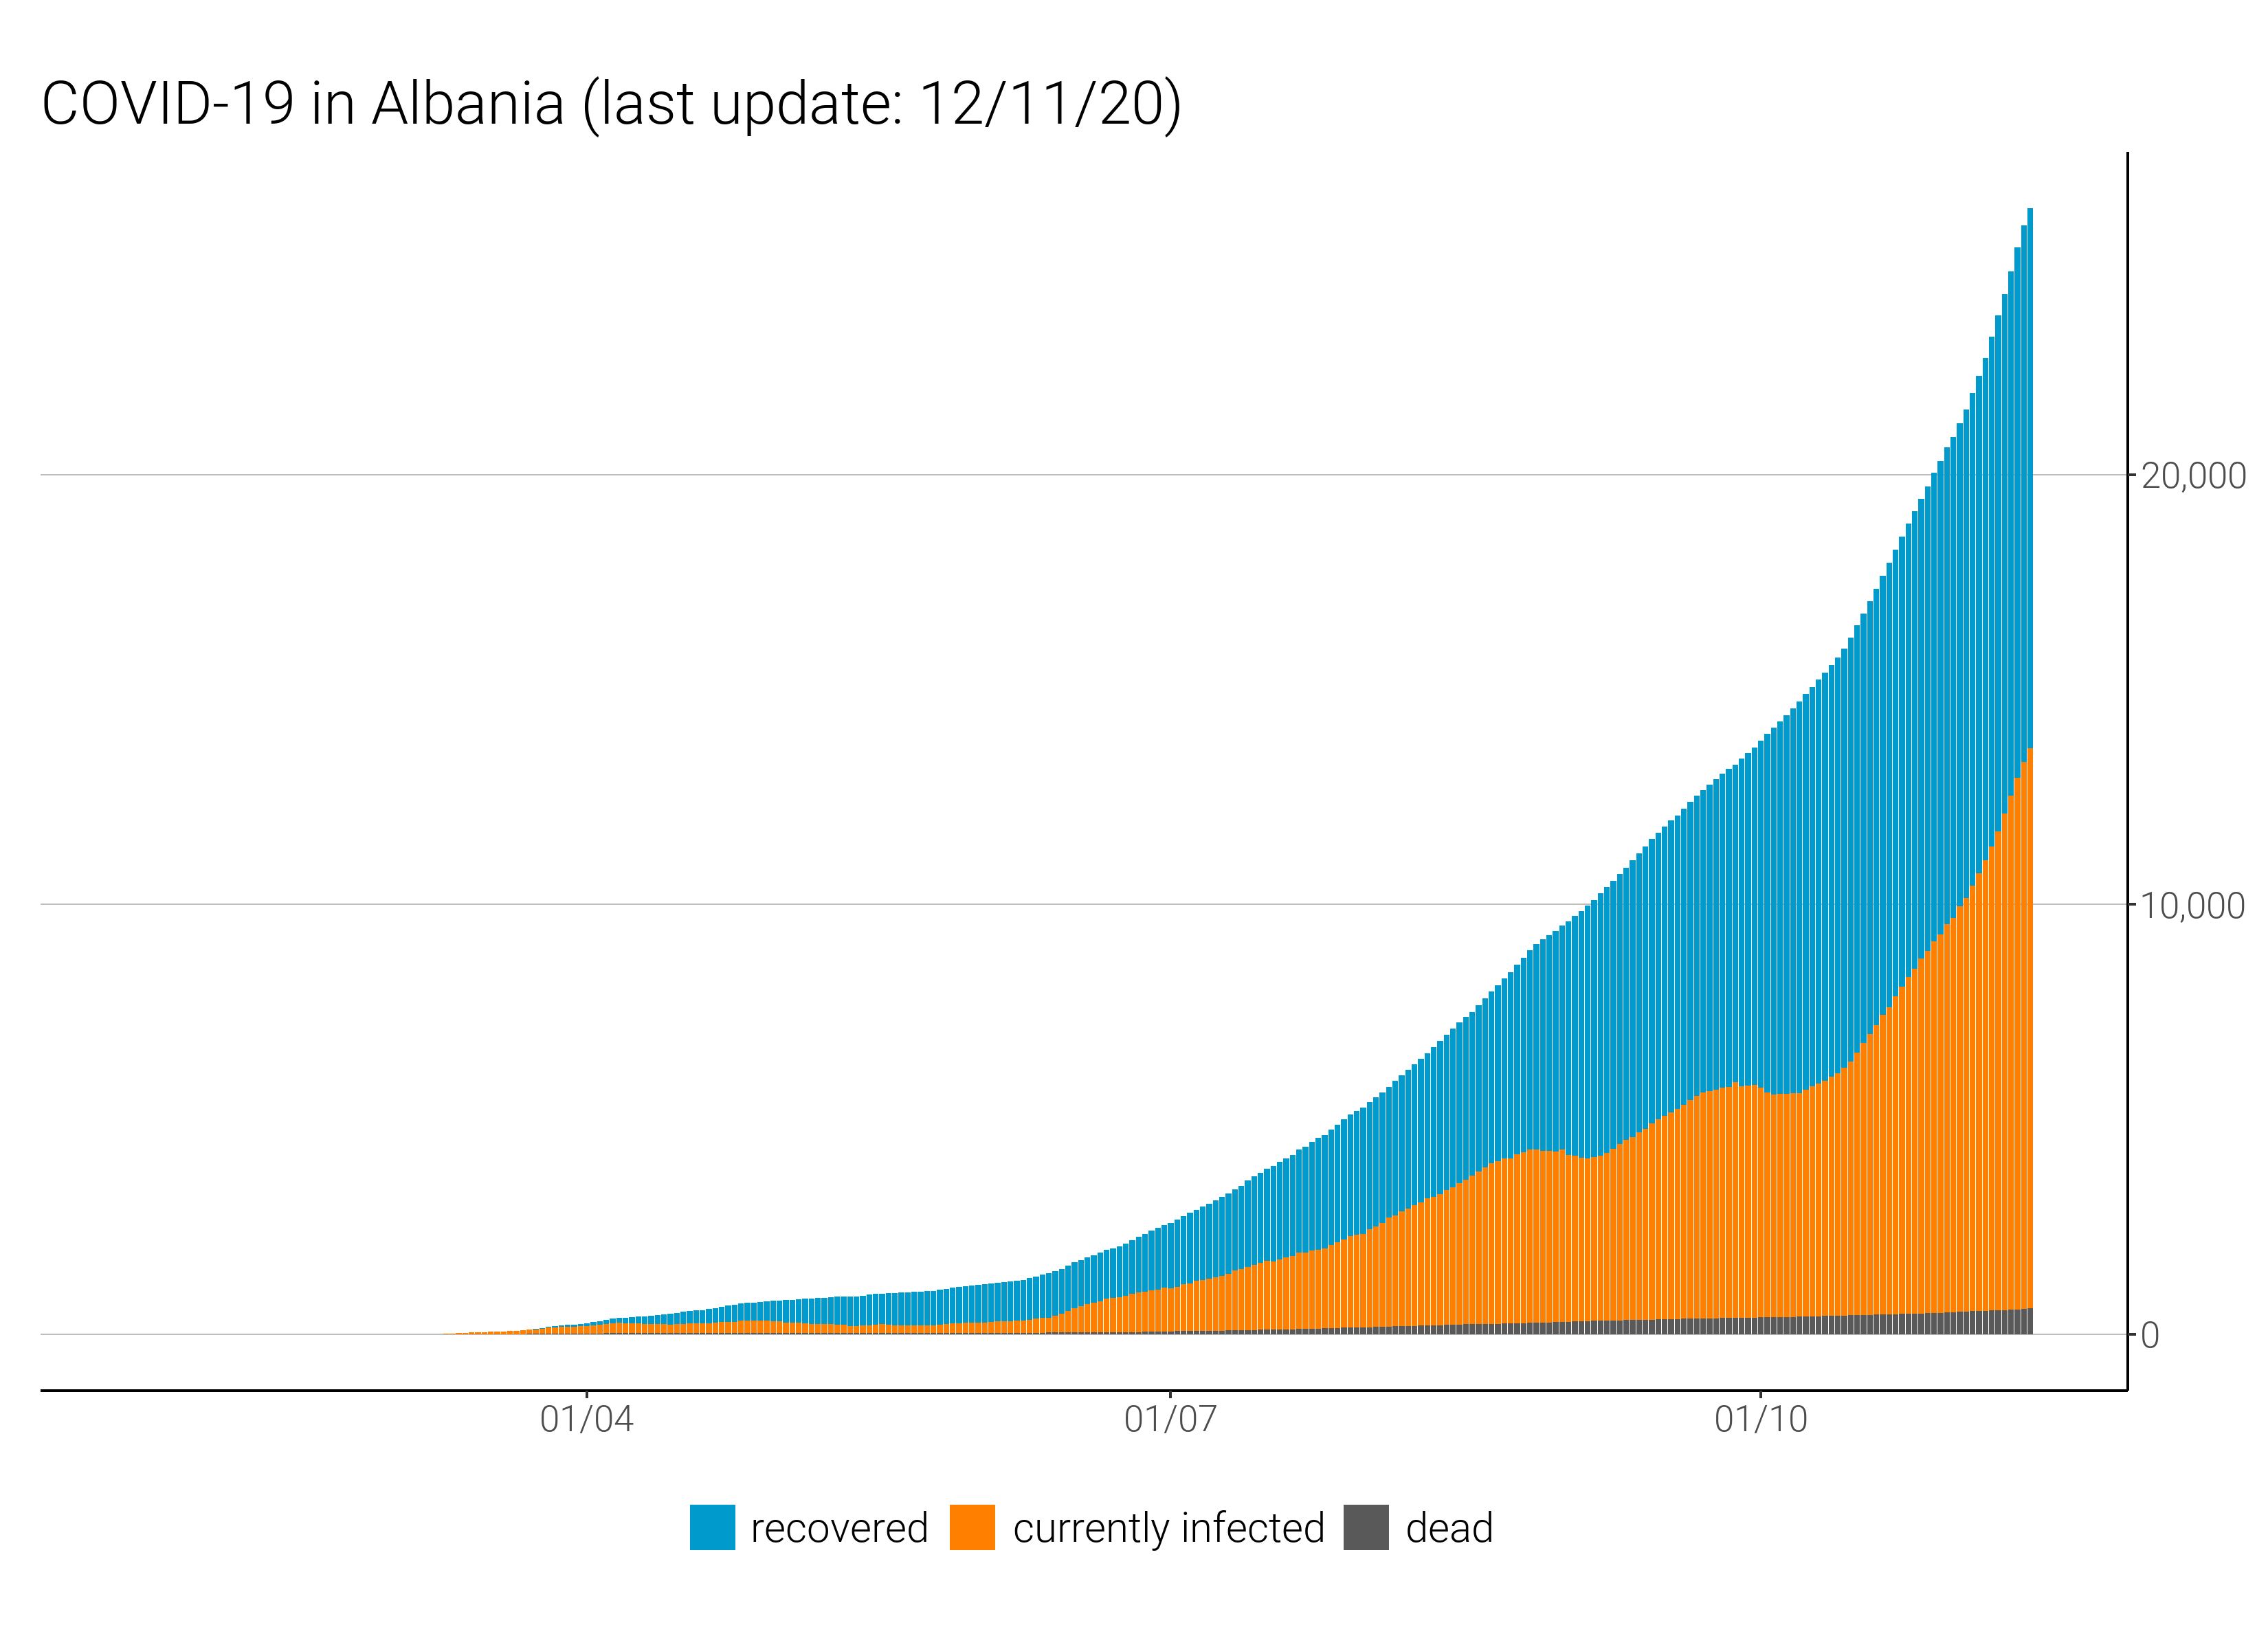 COVID-19 in Albania (last update: 12/11/20)
20,000
10,000
0
01/04 01/07 01/10
recovered currently infected dead